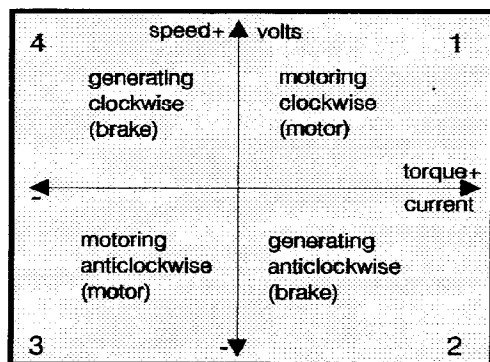 4
speed+
volts
1
generating
clockwise
(brake)
motoring
clockwise
(motor)
torque+
-
current
motoring
anticlockwise
(motor)
generating
anticlockwise
(brake)
3
-
2